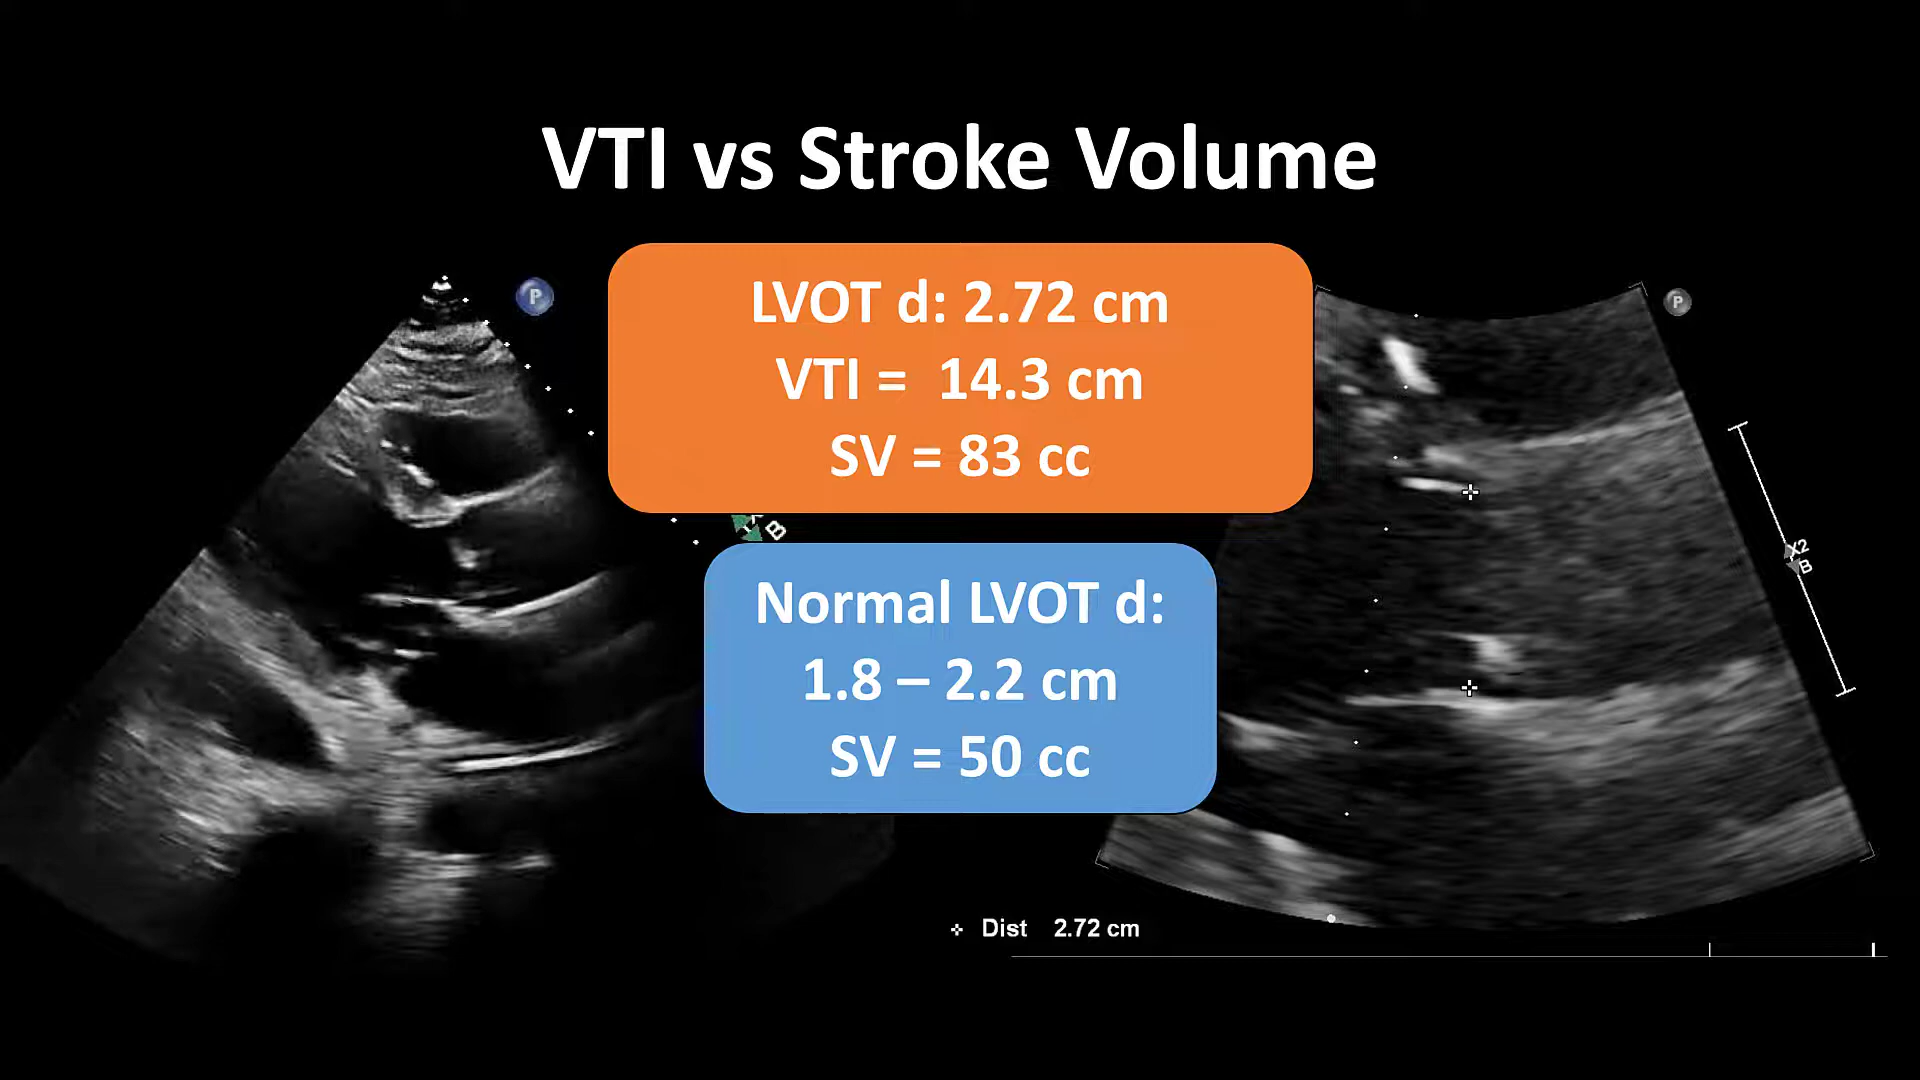 VTI vs Stroke Volume
P
LVOT d: 2.72 cm
VTI = 14.3 cm
SV = 83 cc
P
B
X2
B
Normal LVOT d:
1.8 – 2.2 cm
SV = 50 cc
Dist 2.72 cm